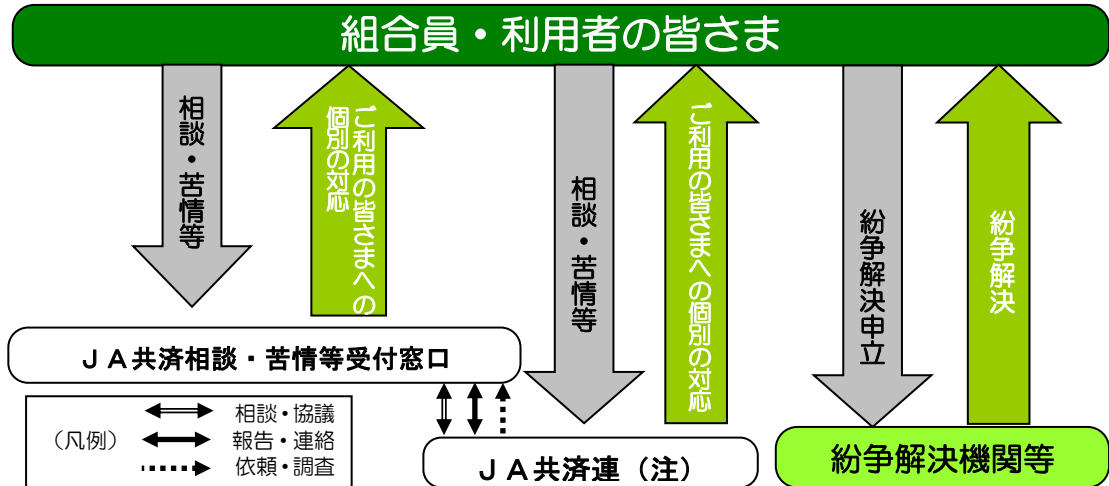 組合員・利用者の皆さま
相談・苦情等
ご利用の皆さまへの
個別の対応
相談・苦情等
ご利用の皆さまへの個別の対応
紛争解決申立
紛争解決
ＪＡ共済相談・苦情等受付窓口
（凡例）
相談・協議
報告・連絡
依頼・調査
ＪＡ共済連（注）
紛争解決機関等